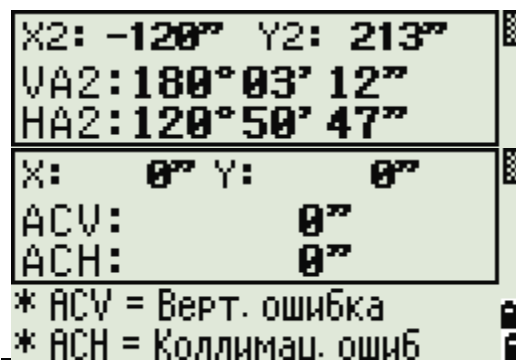 X2: -120" Y2: 213"
VA2:180°03'12"
HA2:120°50'47"
X: 0" Y: 0"
ACV: 0"
ACH: 0"
* ACV = Верт. ошибка
* ACH = Коллимац. ошиб